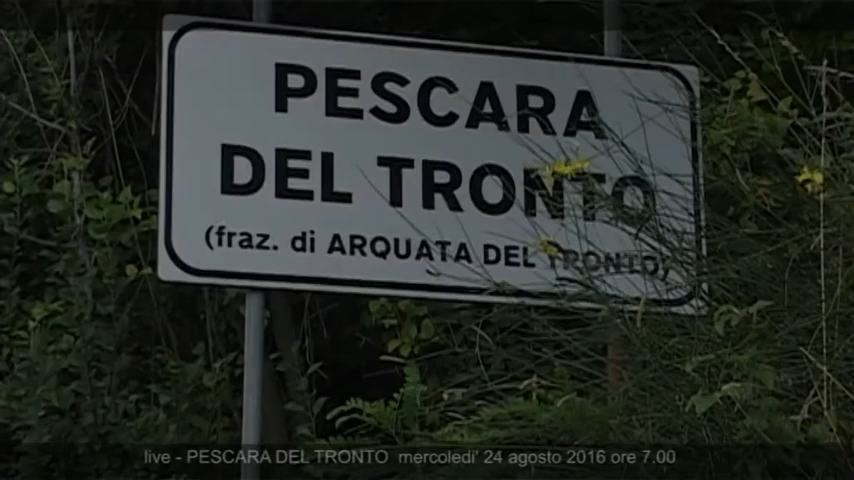 PESCARA
DEL TRONTO
(fraz. di ARQUATA DEL TRONTO)
live - PESCARA DEL TRONTO mercoledi' 24 agosto 2016 ore 7.00